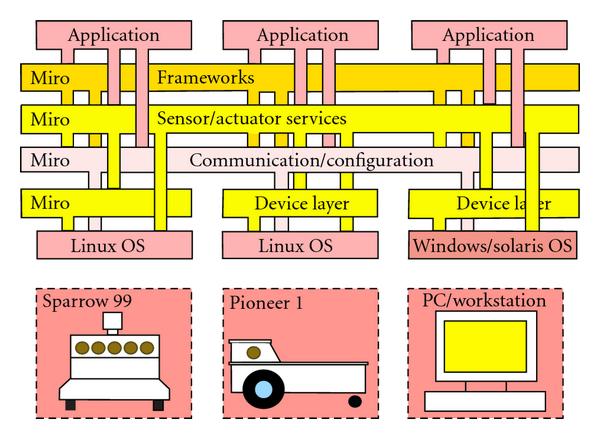 Application Application Application
Miro Frameworks
Miro Sensor/actuator services
Miro Communication/configuration
Miro Device layer Device layer
Linux OS Linux OS Windows/solaris OS
Sparrow 99 Pioneer 1 PC/workstation